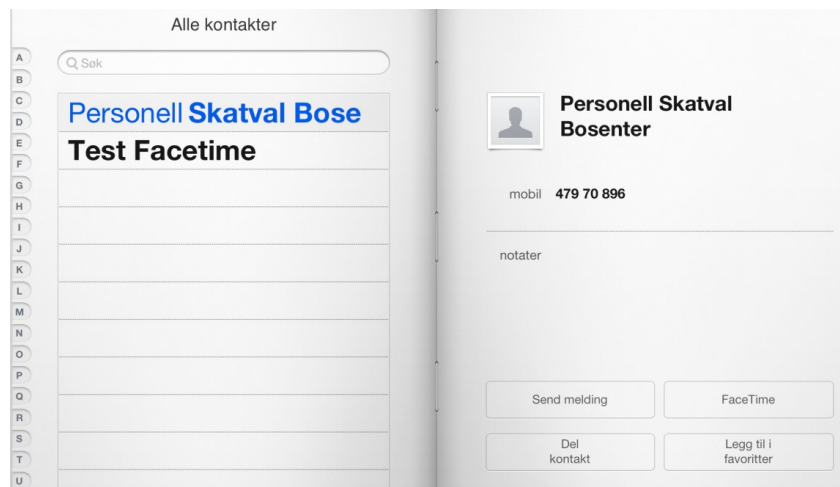 Alle kontakter
A
B
C
D
E
F
G
H
I
J
K
L
M
N
O
P
Q
R
S
T
U
Søk
Personell Skatval Bose
Test Facetime
Personell Skatval
Bosenter
mobil 479 70 896
notater
Send melding
FaceTime
Del
kontakt
Legg til i
favoritter